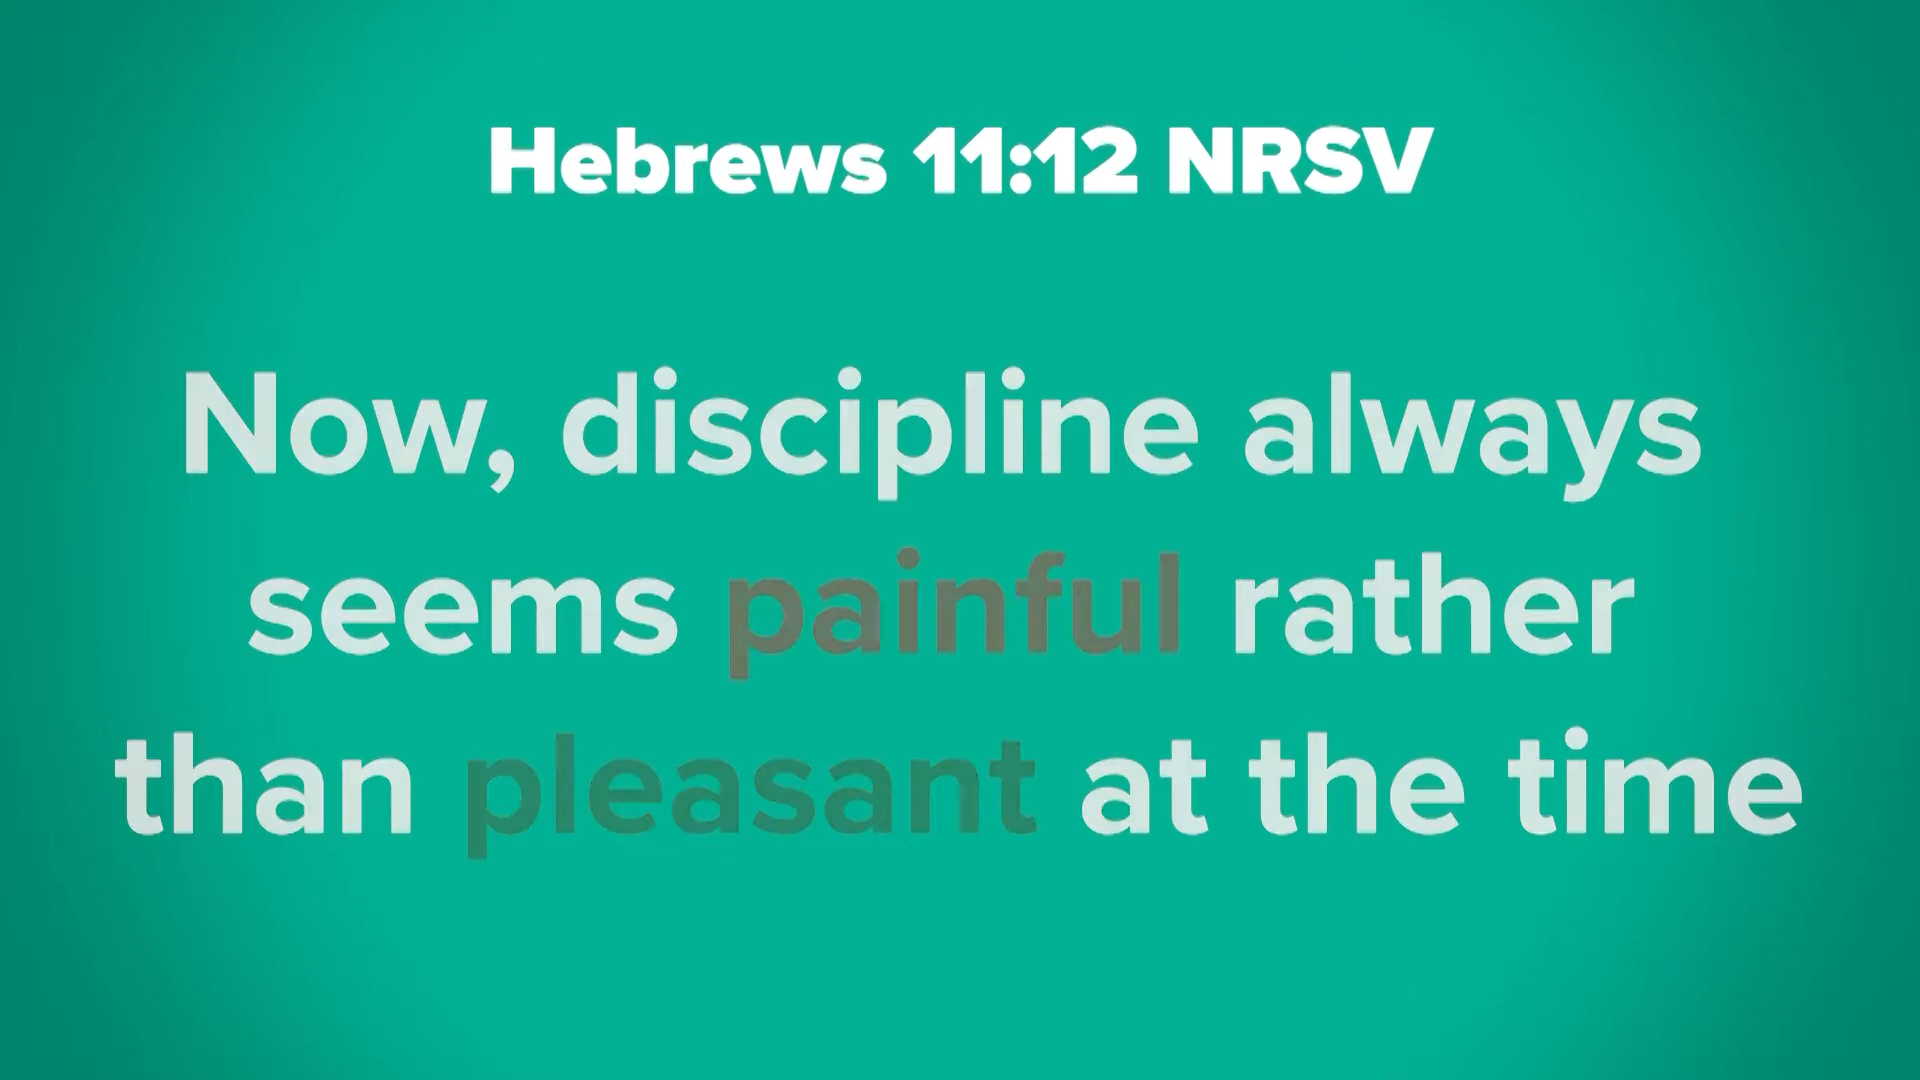 Hebrews 11:12 NRSV
Now, discipline always
seems painful rather
than pleasant at the time